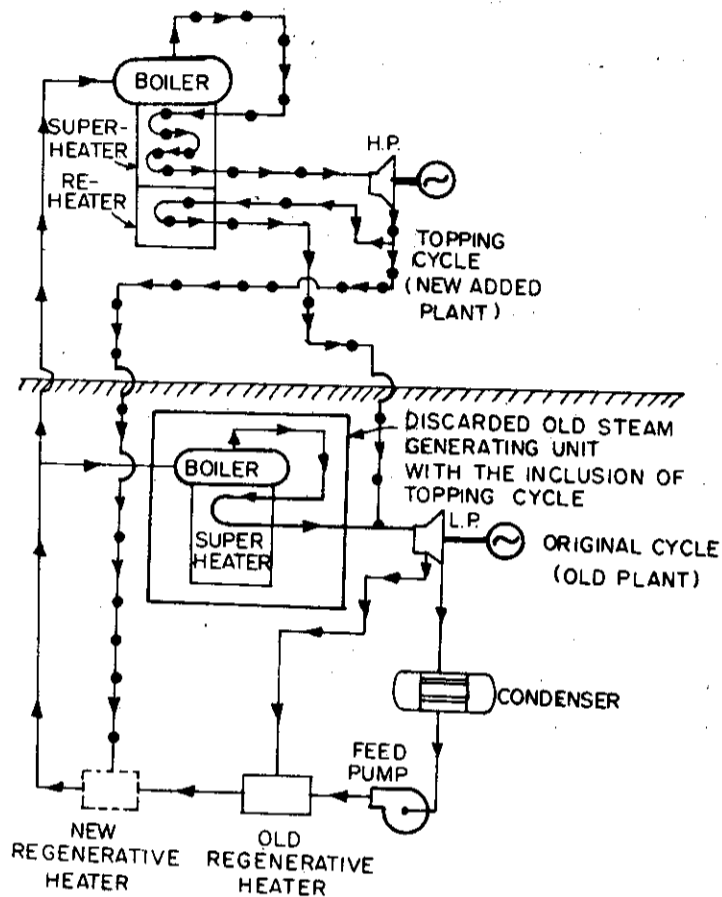 BOILER
SUPER-
HEATER
RE-
HEATER
H.P.
TOPPING
CYCLE
(NEW ADDED
PLANT)
DISCARDED OLD STEAM
GENERATING UNIT
WITH THE INCLUSION OF
TOPPING CYCLE
BOILER
SUPER
HEATER
L.P.
ORIGINAL CYCLE
(OLD PLANT)
CONDENSER
FEED
PUMP
NEW
REGENERATIVE
HEATER
OLD
REGENERATIVE
HEATER